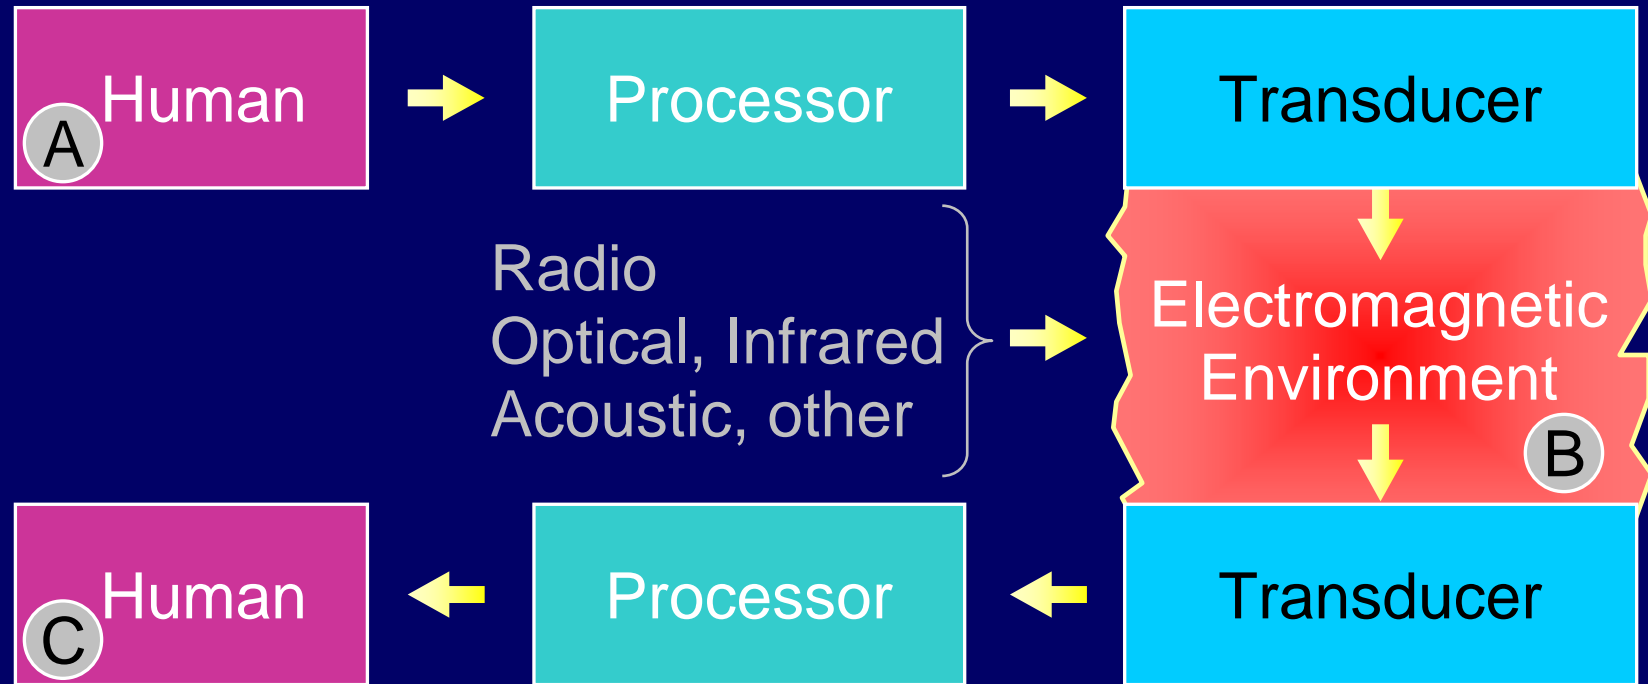 Human
A
Processor
Transducer
Radio
Optical, Infrared
Acoustic, other
Electromagnetic
Environment
B
Human
C
Processor
Transducer